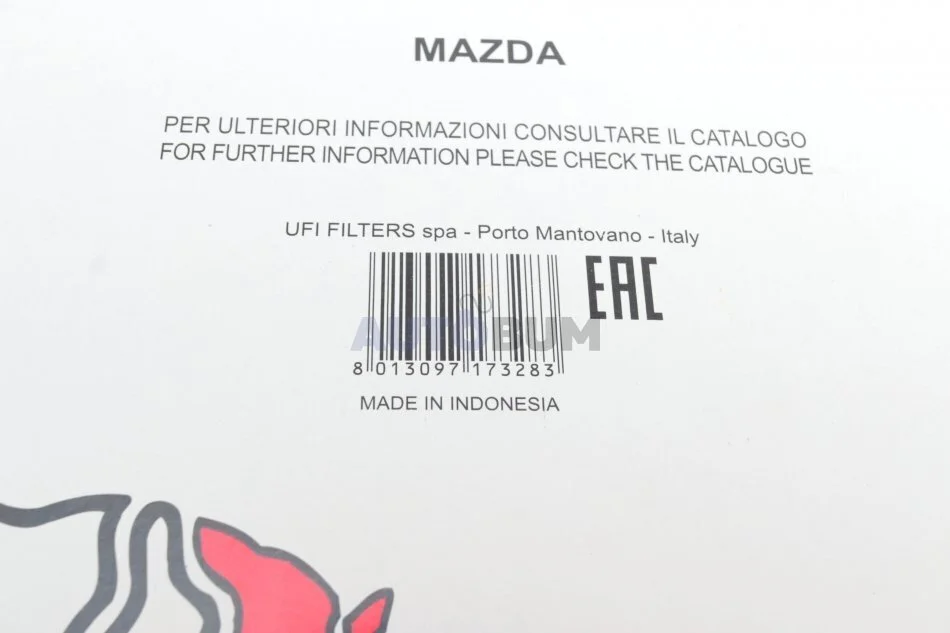 MAZDA
PER ULTERIORI INFORMAZIONI CONSULTARE IL CATALOGO
FOR FURTHER INFORMATION PLEASE CHECK THE CATALOGUE
UFI FILTERS spa - Porto Mantovano - Italy
EAC
AUTOBUM
8 013097 173283
MADE IN INDONESIA